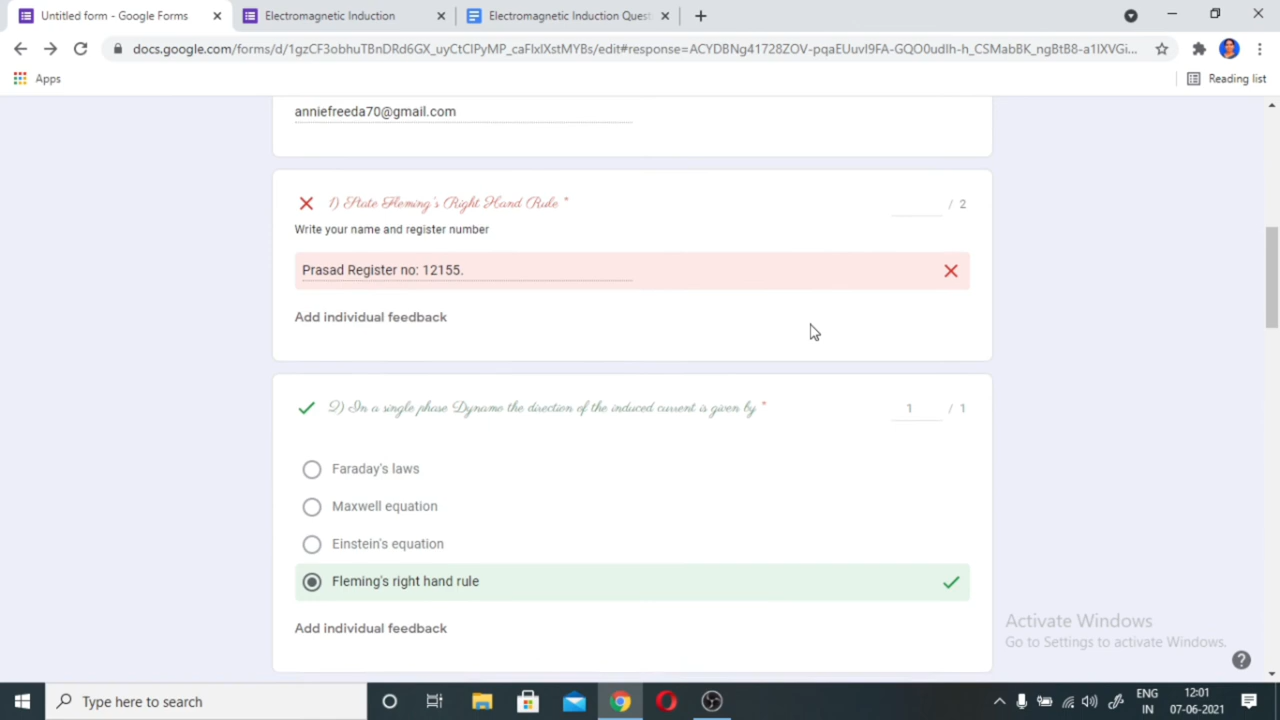 Untitled form - Google Forms
Electromagnetic Induction
Electromagnetic Induction Quest
docs.google.com/forms/d/1gzCF3obhuTBnDRd6GX_uyCtClPyMP_caFlxlXstMYBs/edit#response=ACYDBNg41728ZOV-pqaEUuvI9FA-GQO0udlh-h_CSMabBK_ngBtB8-a1lXVGi...
Apps
Reading list
anniefreeda70@gmail.com
1) State Fleming's Right Hand Rule *
/ 2
Write your name and register number
Prasad Register no: 12155.
Add individual feedback
2) In a single phase Dynamo the direction of the induced current is given by *
1 / 1
Faraday's laws
Maxwell equation
Einstein's equation
Fleming's right hand rule
Add individual feedback
Activate Windows
Go to Settings to activate Windows.
Type here to search
ENG
IN
12:01
07-06-2021